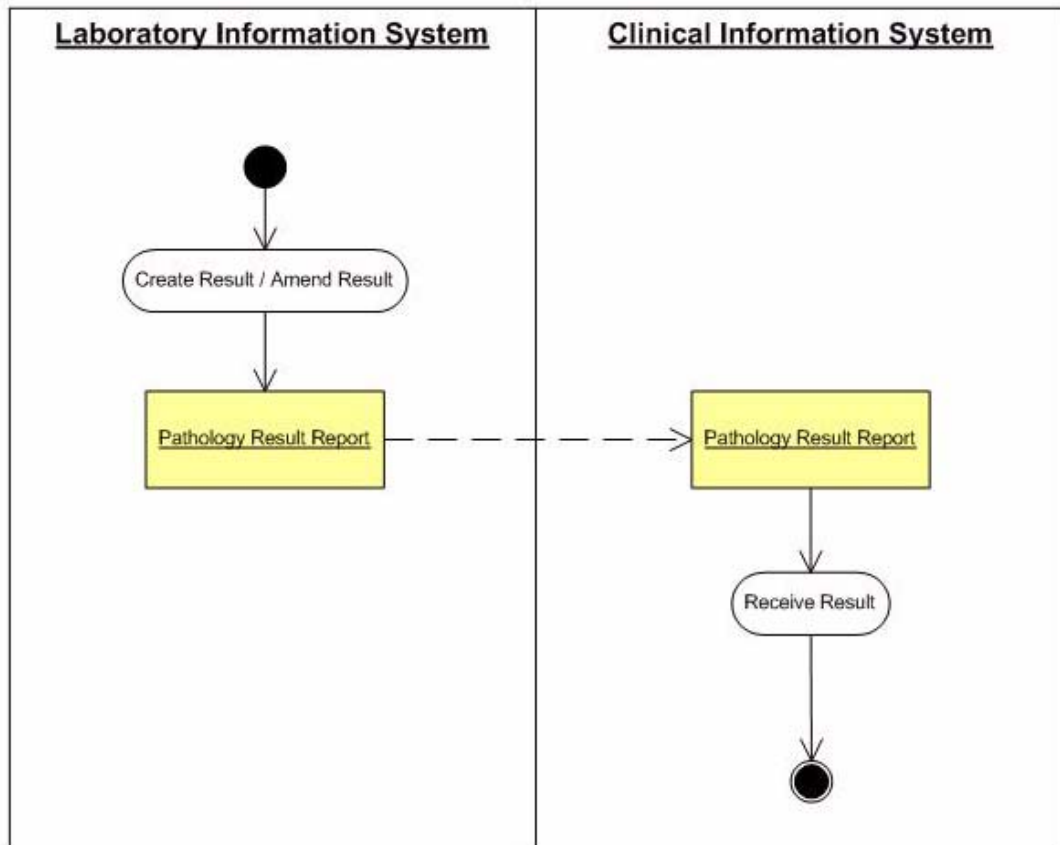 Laboratory Information System
Clinical Information System
Create Result / Amend Result
Pathology Result Report
Pathology Result Report
Receive Result